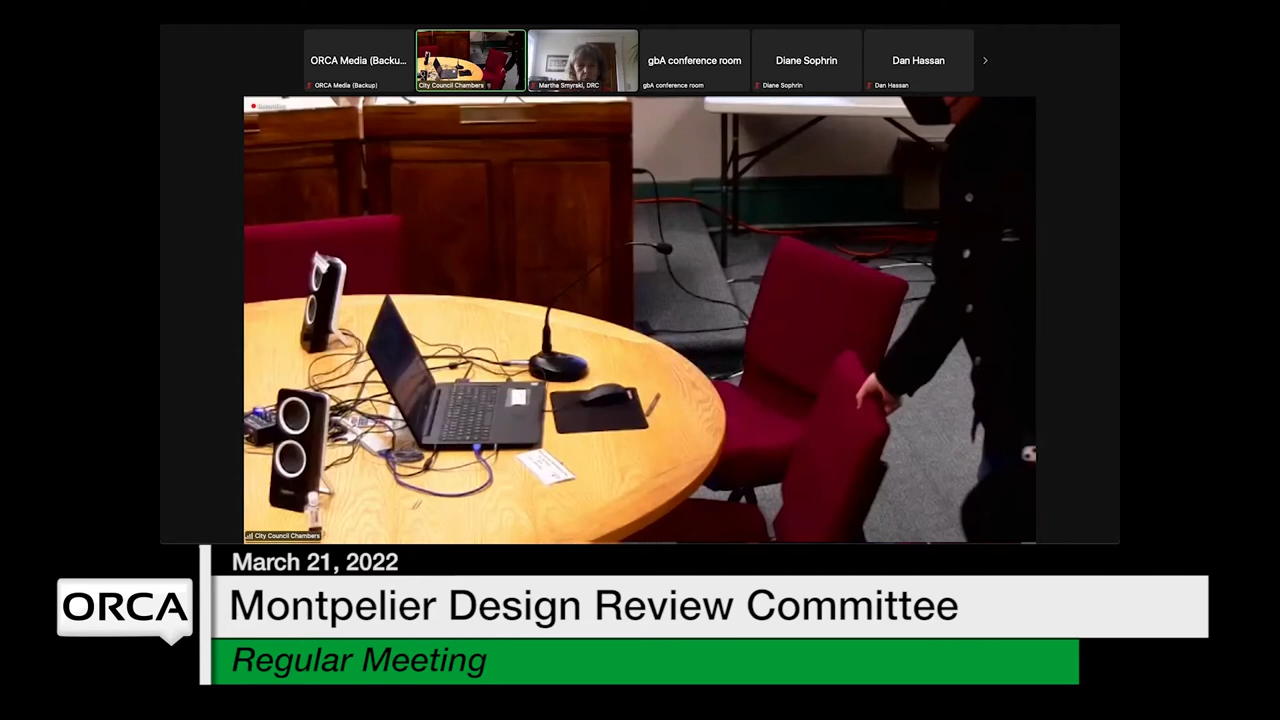 ORCA Media (Backu...
gbA conference room
Diane Sophrin
Dan Hassan
ORCA Media (Backup)
City Council Chambers
Martha Smyrski, DRC
gbA conference room
Diane Sophrin
Dan Hassan
City Council Chambers
March 21, 2022
ORCA
Montpelier Design Review Committee
Regular Meeting